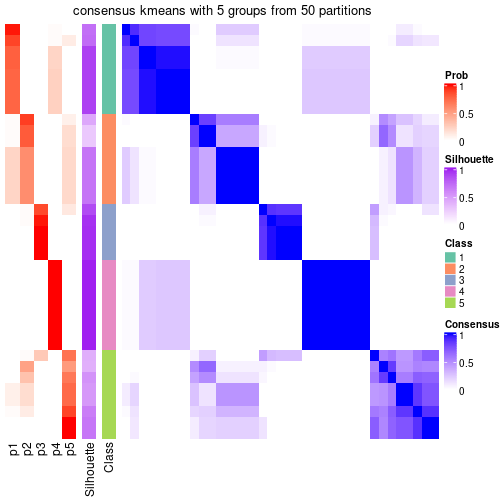 consensus kmeans with 5 groups from 50 partitions
Prob
1
0.5
0
Silhouette
1
0.5
0
Class
1
2
3
4
5
Consensus
1
0.5
0
p1
p2
p3
p4
p5
Silhouette
Class